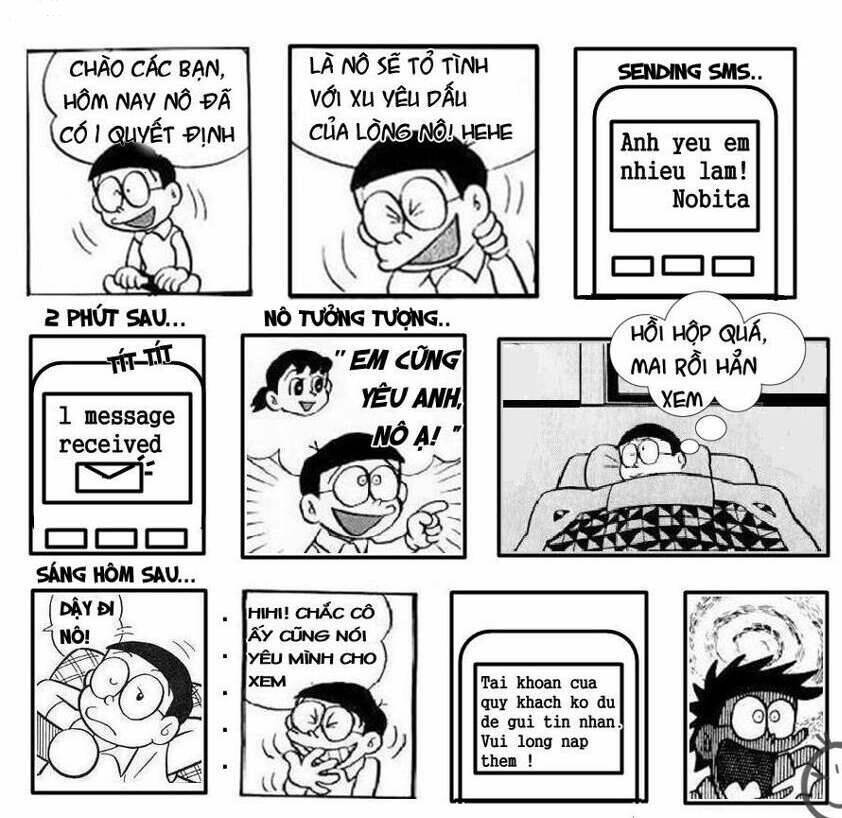 CHÀO CÁC BẠN,
HÔM NAY NÔ ĐÃ
CÓ 1 QUYẾT ĐỊNH
LÀ NÔ SẼ TỎ TÌNH
VỚI XU YÊU DẤU
CỦA LÒNG NÔ! HEHE
SENDING SMS..
Anh yeu em
nhieu lam!
Nobita
2 PHÚT SAU...
TÍT TÍT
1 message
received
NÔ TƯỞNG TƯỢNG..
" EM CŨNG
YÊU ANH,
NÔ Ạ! "
HỒI HỘP QUÁ,
MAI RỒI HẲN
XEM
SÁNG HÔM SAU...
DẬY ĐI
NÔ!
HIHI! CHẮC CÔ
ẤY CŨNG NÓI
YÊU MÌNH CHO
XEM
Tai khoan cua
quy khach ko du
de gui tin nhan.
Vui long nap
them !